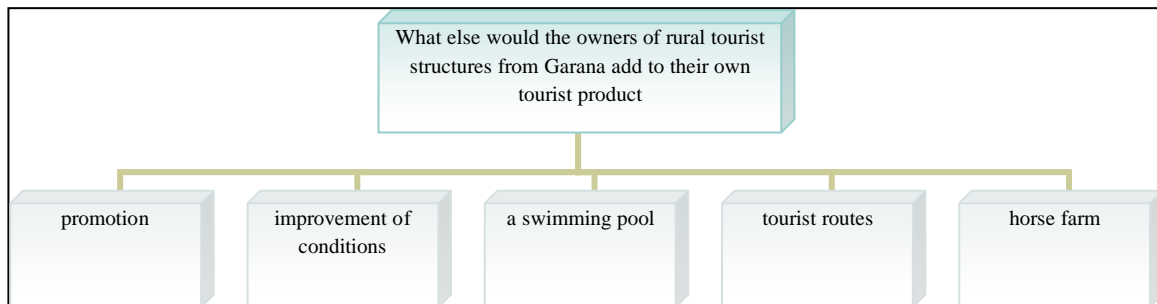 What else would the owners of rural tourist
structures from Garana add to their own
tourist product
promotion
improvement of
conditions
a swimming pool
tourist routes
horse farm